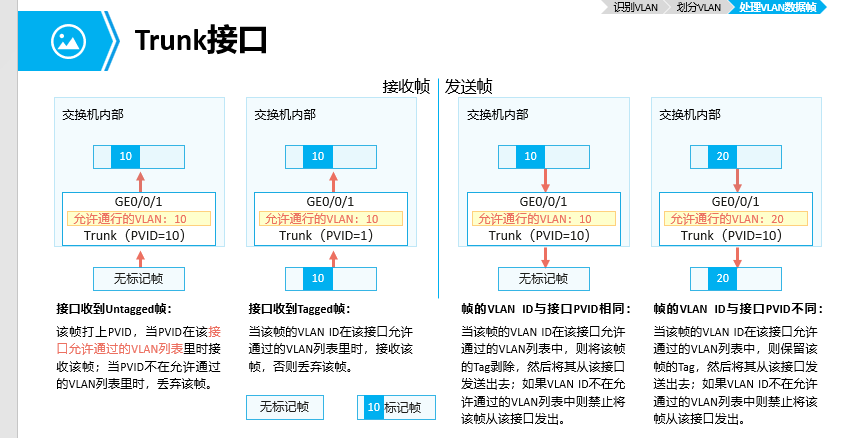 识别VLAN
划分VLAN
处理VLAN数据帧
Trunk接口
接收帧
发送帧
交换机内部
10
GE0/0/1
允许通行的VLAN：10
Trunk（PVID=10）
无标记帧
接口收到Untagged帧：
该帧打上PVID，当PVID在该接
口允许通过的VLAN列表里时接
收该帧；当PVID不在允许通过
的VLAN列表里时，丢弃该帧。
交换机内部
10
GE0/0/1
允许通行的VLAN：10
Trunk（PVID=1）
10
接口收到Tagged帧：
当该帧的VLAN ID在该接口允许
通过的VLAN列表里时，接收该
帧，否则丢弃该帧。
无标记帧
10 标记帧
交换机内部
10
GE0/0/1
允许通行的VLAN：10
Trunk（PVID=10）
无标记帧
帧的VLAN ID与接口PVID相同：
当该帧的VLAN ID在该接口允许
通过的VLAN列表中，则将该帧
的Tag剥除，然后将其从该接口
发送出去；如果VLAN ID不在允
许通过的VLAN列表中则禁止将
该帧从该接口发出。
交换机内部
20
GE0/0/1
允许通行的VLAN：20
Trunk（PVID=10）
20
帧的VLAN ID与接口PVID不同：
当该帧的VLAN ID在该接口允许
通过的VLAN列表中，则保留该
帧的Tag，然后将其从该接口发
送出去；如果VLAN ID不在允许
通过的VLAN列表中则禁止将该
帧从该接口发出。